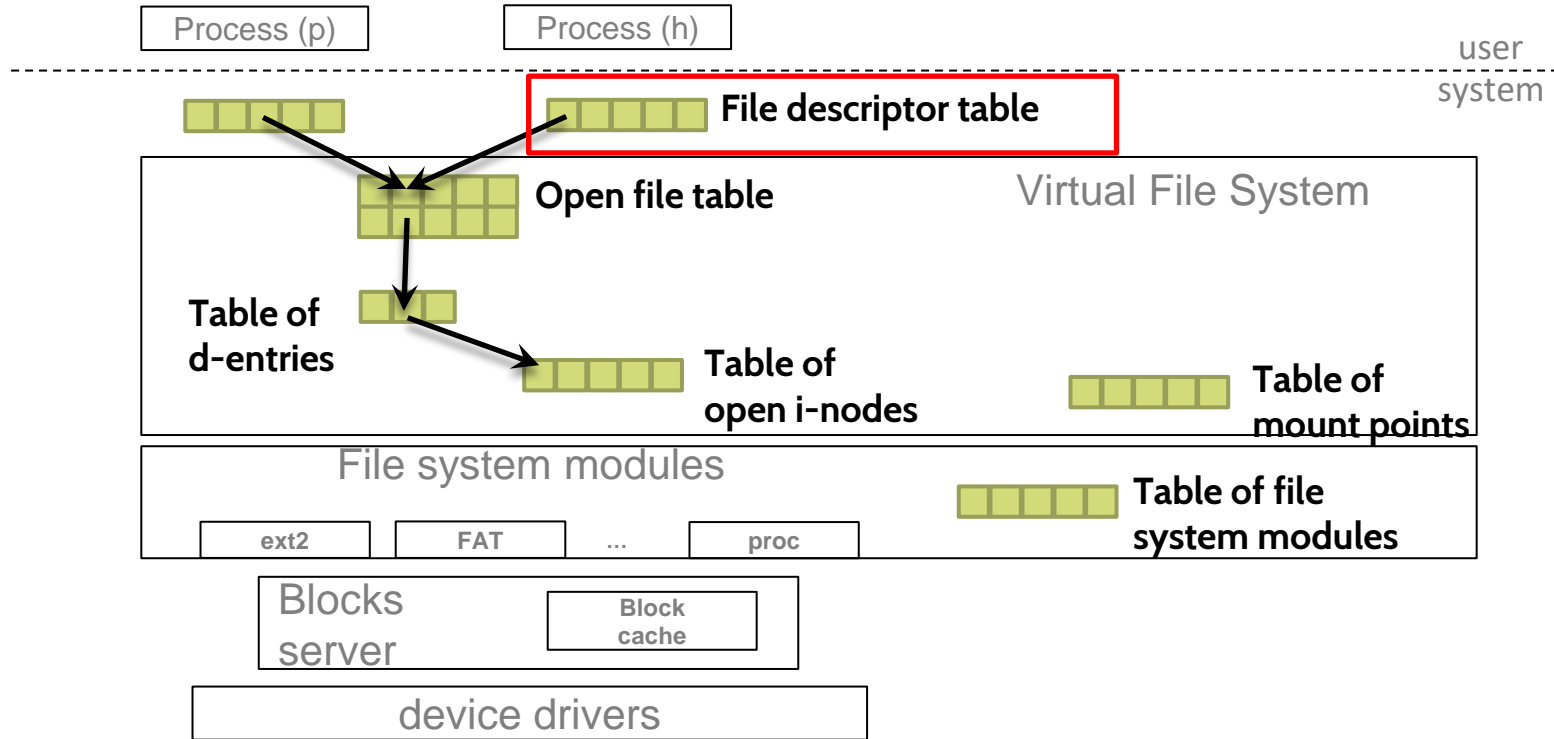 Process (p)
Process (h)
user
system
File descriptor table
Open file table
Virtual File System
Table of
d-entries
Table of
open i-nodes
Table of
mount points
File system modules
Table of file
system modules
ext2
FAT
...
proc
Blocks
server
Block
cache
device drivers